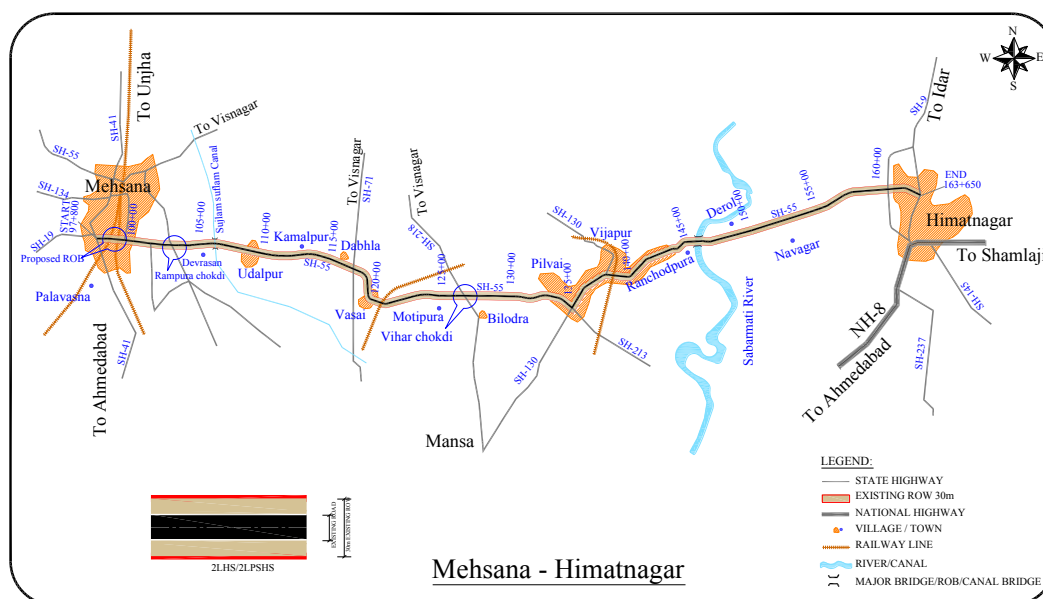 N
W
E
S
To Unjha
SH-41
To Visnagar
SH-55
Mehsana
SH-134
START
97+800
100+00
SH-19
Proposed ROB
Palavasna
To Ahmedabad
SH-41
Devrasan
Rampura chokdi
105+00
Sujlam suflam Canal
110+00
Udalpur
Kamalpur
115+00
SH-55
Dabhla
To Visnagar
SH-71
120+00
Vasai
To Visnagar
SH-218
125+00
Motipura
Vihar chokdi
SH-55
130+00
Bilodra
Mansa
SH-130
Pilvai
135+00
SH-130
Vijapur
140+00
SH-213
Ranchodpura
145+00
Sabarmati River
Derol
150+00
SH-55
155+00
Navagar
160+00
To Idar
SH-9
END
163+650
Himatnagar
To Shamlaji
SH-145
NH-8
To Ahmedabad
SH-237
LEGEND:
STATE HIGHWAY
EXISTING ROW 30m
NATIONAL HIGHWAY
VILLAGE / TOWN
RAILWAY LINE
RIVER/CANAL
MAJOR BRIDGE/ROB/CANAL BRIDGE
EXISTING ROAD
30m EXISTING ROW
2LHS/2LPSHS
Mehsana - Himatnagar